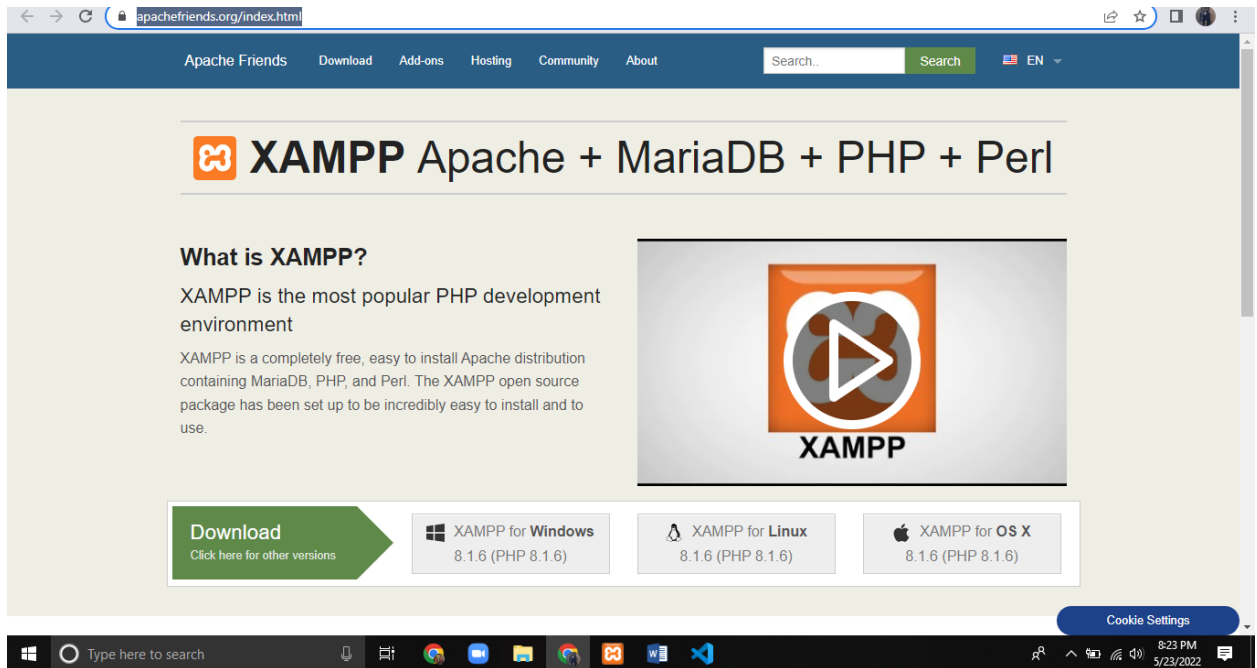 apachefriends.org/index.html
Apache Friends Download Add-ons Hosting Community About Search.. Search EN
XAMPP Apache + MariaDB + PHP + Perl
What is XAMPP?
XAMPP is the most popular PHP development
environment
XAMPP is a completely free, easy to install Apache distribution
containing MariaDB, PHP, and Perl. The XAMPP open source
package has been set up to be incredibly easy to install and to
use.
XAMPP
Download
Click here for other versions
XAMPP for Windows
8.1.6 (PHP 8.1.6)
XAMPP for Linux
8.1.6 (PHP 8.1.6)
XAMPP for OS X
8.1.6 (PHP 8.1.6)
Cookie Settings
Type here to search
8:23 PM
5/23/2022